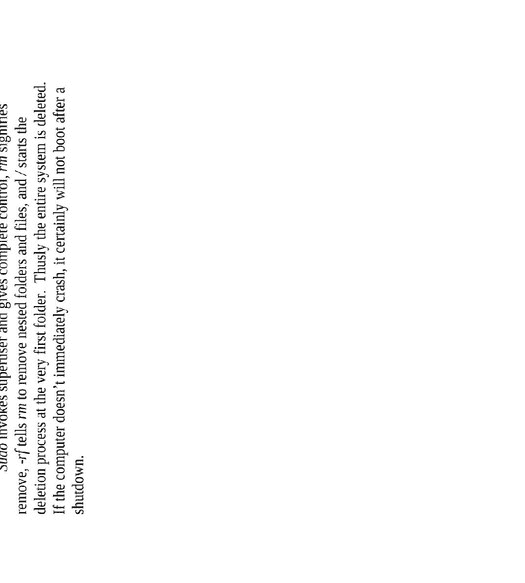 Sudo invokes superuser and gives complete control, rm signifies
remove, -rf tells rm to remove nested folders and files, and / starts the
deletion process at the very first folder. Thusly the entire system is deleted.
If the computer doesn't immediately crash, it certainly will not boot after a
shutdown.